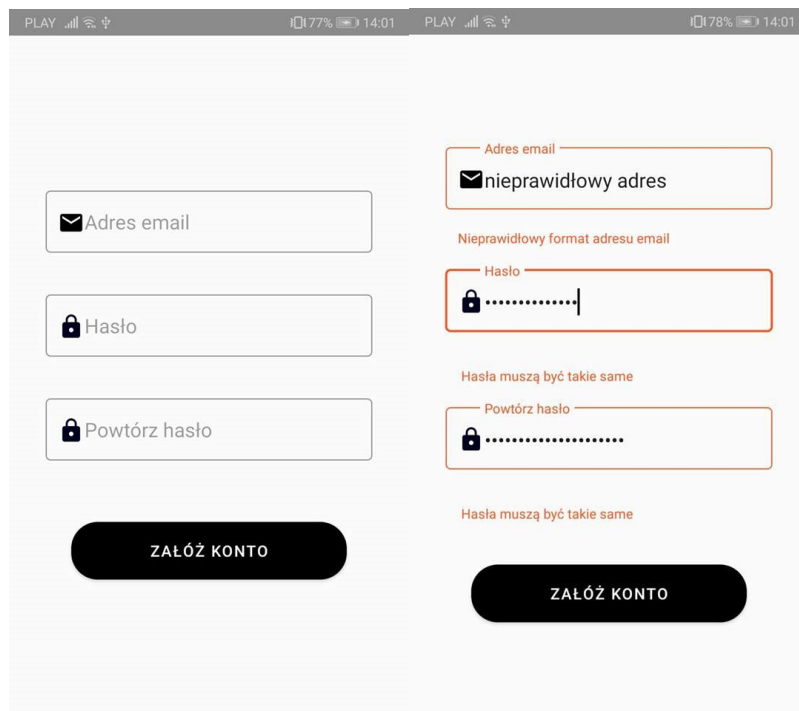 PLAY 77% 14:01
Adres email
Hasło
Powtórz hasło
ZAŁÓŻ KONTO
PLAY 78% 14:01
Adres email
nieprawidłowy adres
Nieprawidłowy format adresu email
Hasło
••••••••••••••
Hasła muszą być takie same
Powtórz hasło
•••••••••••••••••••••
Hasła muszą być takie same
ZAŁÓŻ KONTO